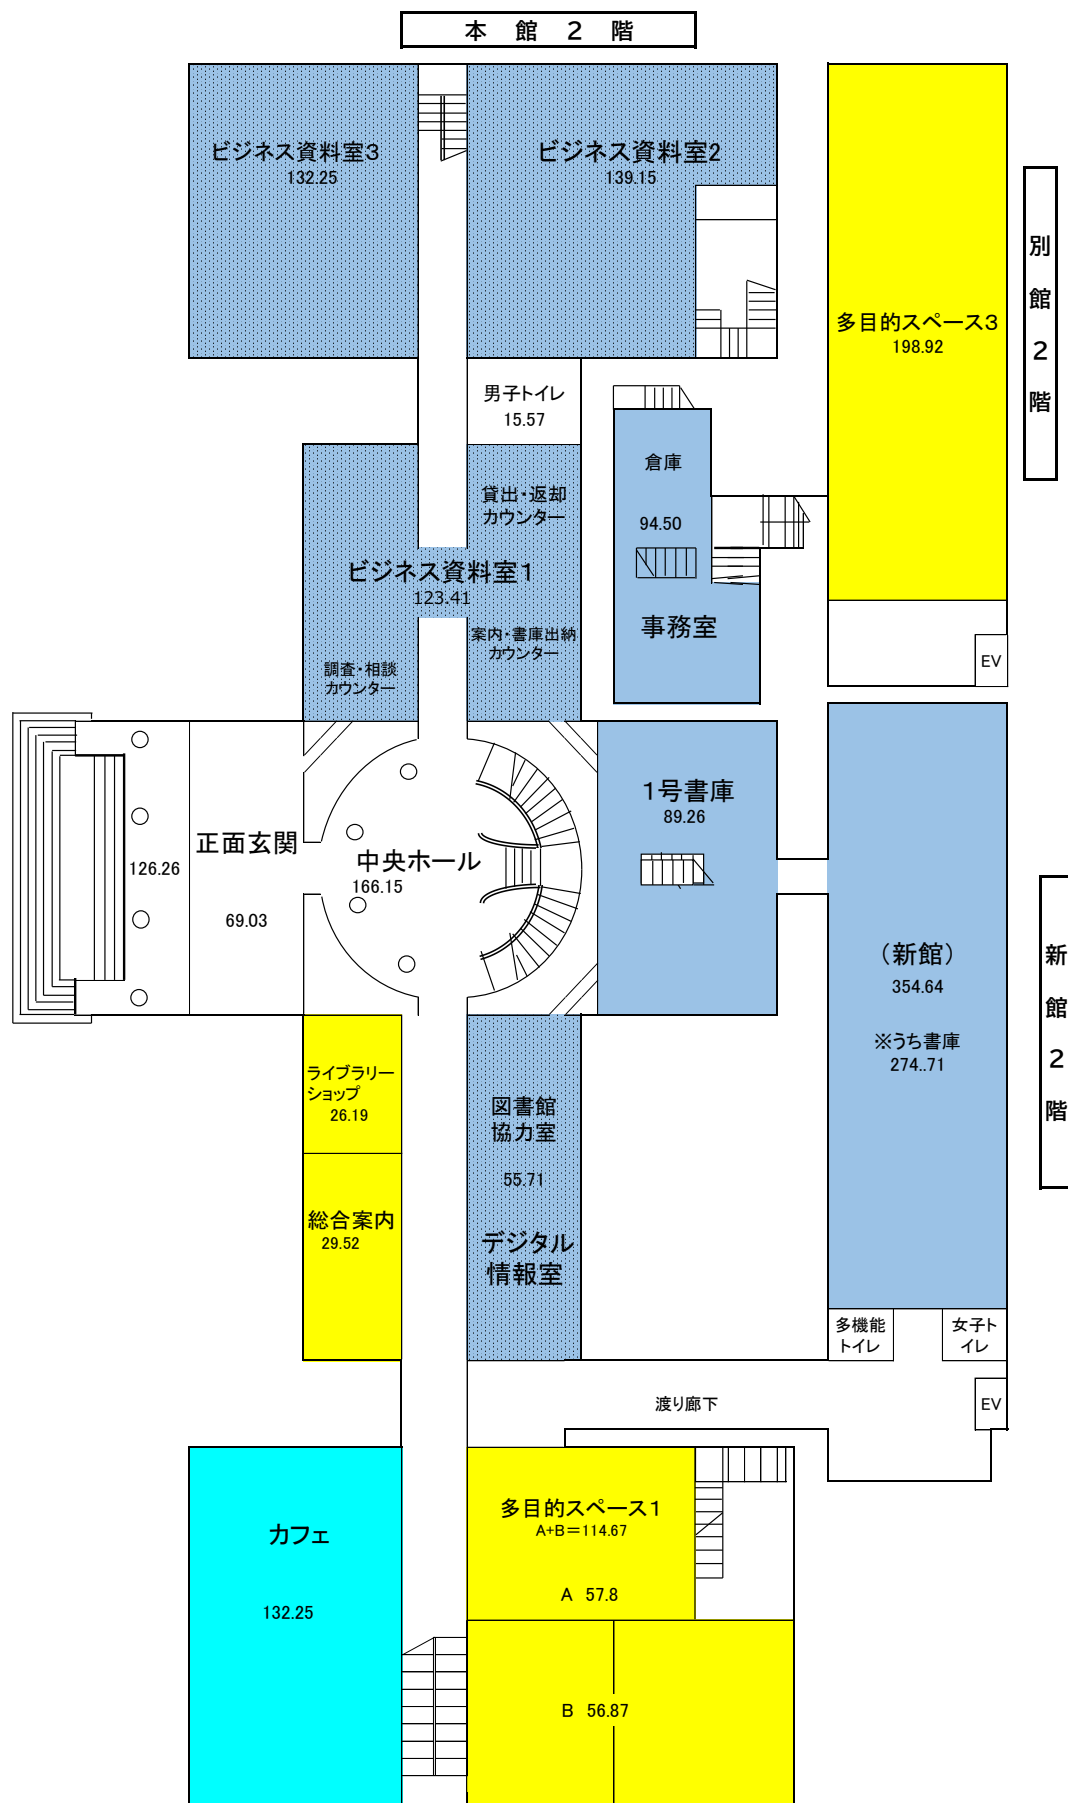 本 館 2 階
ビジネス資料室3
132.25
ビジネス資料室2
139.15
別館2階
多目的スペース3
198.92
男子トイレ
15.57
倉庫
94.50
事務室
貸出・返却
カウンター
ビジネス資料室1
123.41
案内・書庫出納
カウンター
調査・相談
カウンター
EV
1号書庫
89.26
正面玄関
126.26
69.03
中央ホール
166.15
(新館)
354.64
※うち書庫
274..71
新館2階
ライブラリー
ショップ
26.19
図書館
協力室
55.71
総合案内
29.52
デジタル
情報室
多機能
トイレ
女子ト
イレ
渡り廊下
EV
カフェ
132.25
多目的スペース1
A+B=114.67
A 57.8
B 56.87